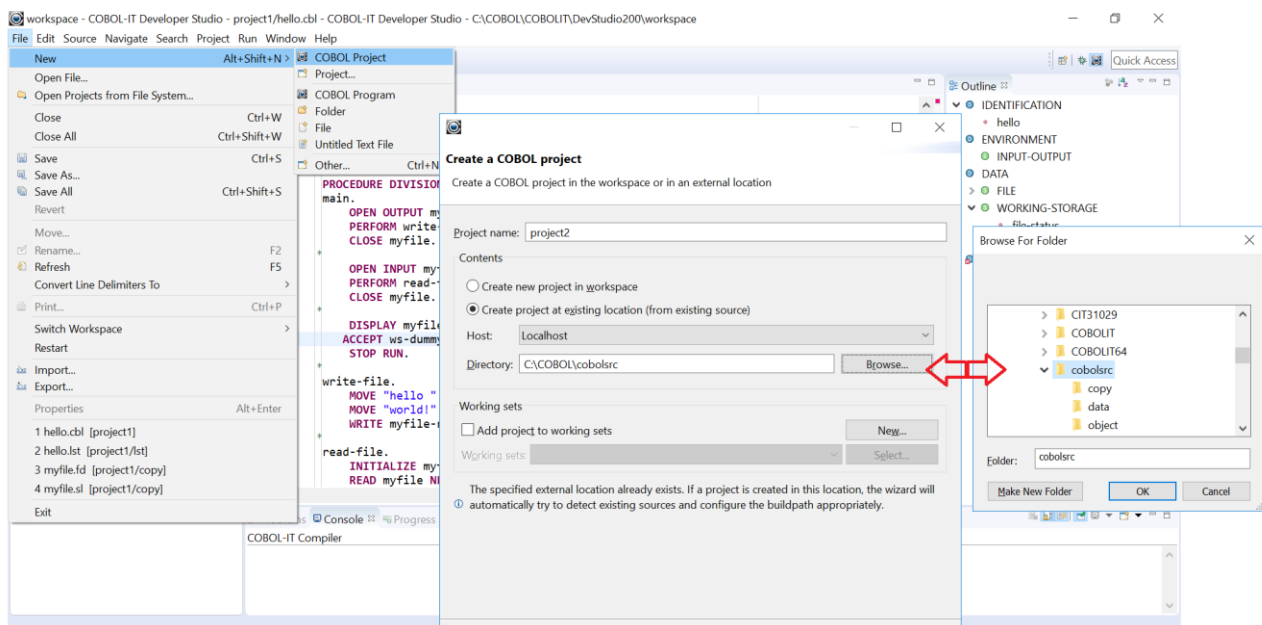 workspace - COBOL-IT Developer Studio - project1/hello.cbl - COBOL-IT Developer Studio - C:\COBOL\COBOLIT\DevStudio200\workspace
File Edit Source Navigate Search Project Run Window Help
New Alt+Shift+N >
Open File...
Open Projects from File System...
Close Ctrl+W
Close All Ctrl+Shift+W
Save Ctrl+S
Save As...
Save All Ctrl+Shift+S
Revert
Move...
Rename... F2
Refresh F5
Convert Line Delimiters To >
Print... Ctrl+P
Switch Workspace >
Restart
Import...
Export...
Properties Alt+Enter
1 hello.cbl [project1]
2 hello.lst [project1/lst]
3 myfile.fd [project1/copy]
4 myfile.sl [project1/copy]
Exit
COBOL Project
Project...
COBOL Program
Folder
File
Untitled Text File
Other... Ctrl+N
PROCEDURE DIVISION
main.
OPEN OUTPUT my
PERFORM write-
CLOSE myfile.
*
OPEN INPUT my
PERFORM read-
CLOSE myfile.
*
DISPLAY myfile
ACCEPT ws-dummy
STOP RUN.
*
write-file.
MOVE "hello "
MOVE "world!"
WRITE myfile-
*
read-file.
INITIALIZE my
READ myfile NE
Console Progress
COBOL-IT Compiler
Create a COBOL project
Create a COBOL project in the workspace or in an external location
Project name: project2
Contents
Create new project in workspace
Create project at existing location (from existing source)
Host: Localhost
Directory: C:\COBOL\cobolsrc Browse...
Working sets
Add project to working sets New...
Working sets: Select...
The specified external location already exists. If a project is created in this location, the wizard will
automatically try to detect existing sources and configure the buildpath appropriately.
Quick Access
Outline
IDENTIFICATION
hello
ENVIRONMENT
INPUT-OUTPUT
DATA
FILE
WORKING-STORAGE
file-status
Browse For Folder
CIT31029
COBOLIT
COBOLIT64
cobolsrc
copy
data
object
Folder: cobolsrc
Make New Folder OK Cancel